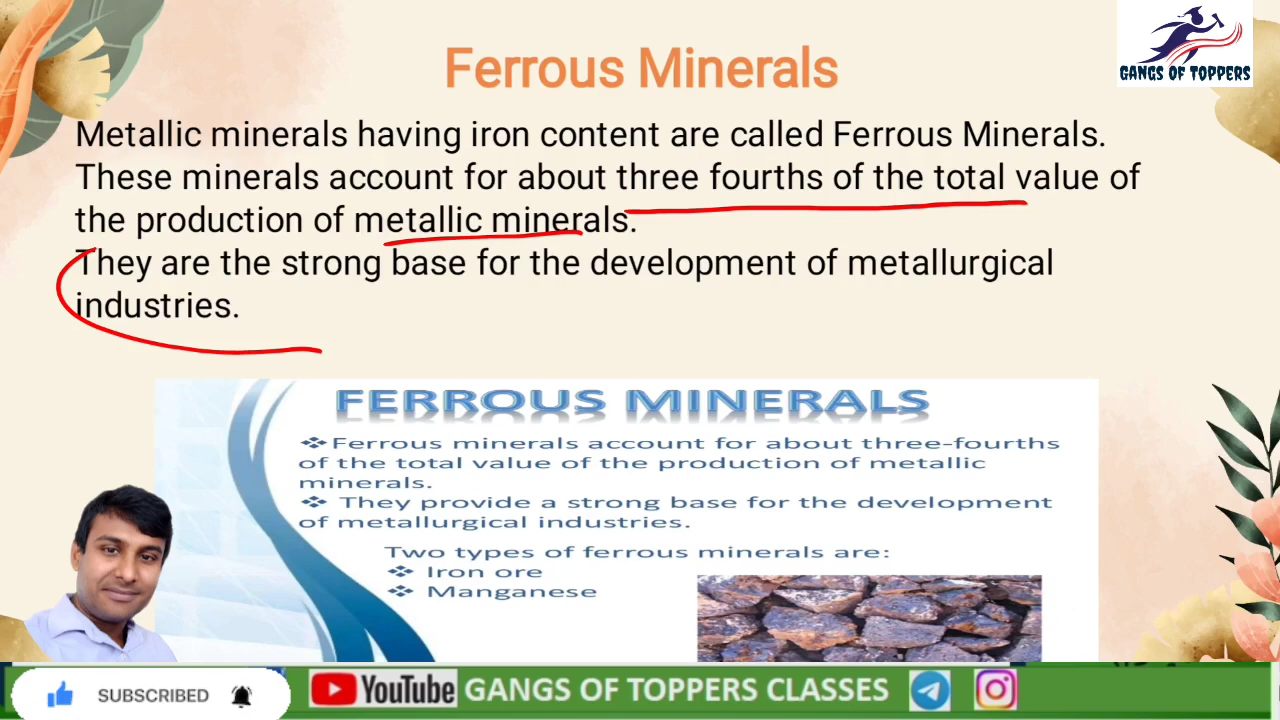 GANGS OF TOPPERS
Ferrous Minerals
Metallic minerals having iron content are called Ferrous Minerals.
These minerals account for about three fourths of the total value of
the production of metallic minerals.
They are the strong base for the development of metallurgical
industries.
FERROUS MINERALS
❖Ferrous minerals account for about three-fourths
of the total value of the production of metallic
minerals.
❖ They provide a strong base for the development
of metallurgical industries.
Two types of ferrous minerals are:
❖ Iron ore
❖ Manganese
SUBSCRIBED
YouTube GANGS OF TOPPERS CLASSES